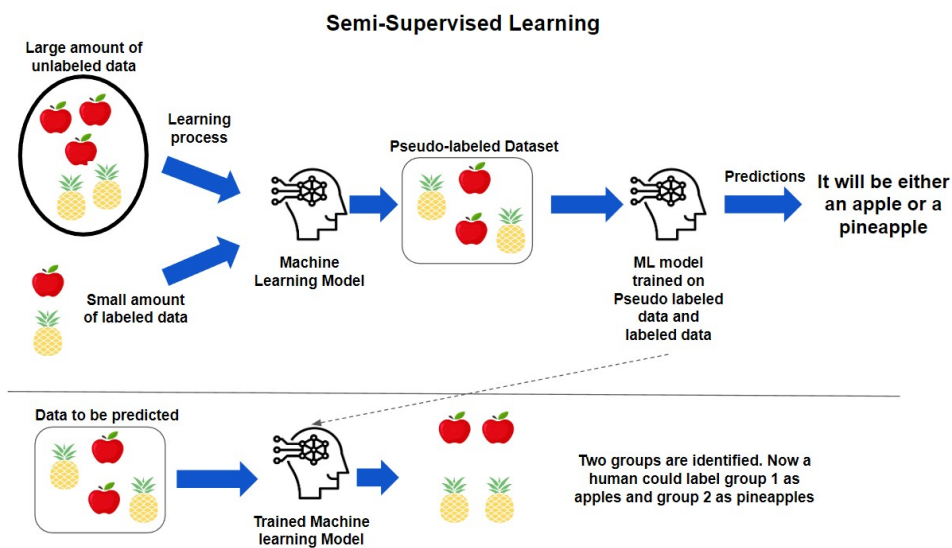 Semi-Supervised Learning
Large amount of
unlabeled data
Learning
process
Pseudo-labeled Dataset
Predictions
It will be either
an apple or a
pineapple
Machine
Learning Model
ML model
trained on
Pseudo labeled
data and
labeled data
Small amount
of labeled data
Data to be predicted
Trained Machine
learning Model
Two groups are identified. Now a
human could label group 1 as
apples and group 2 as pineapples